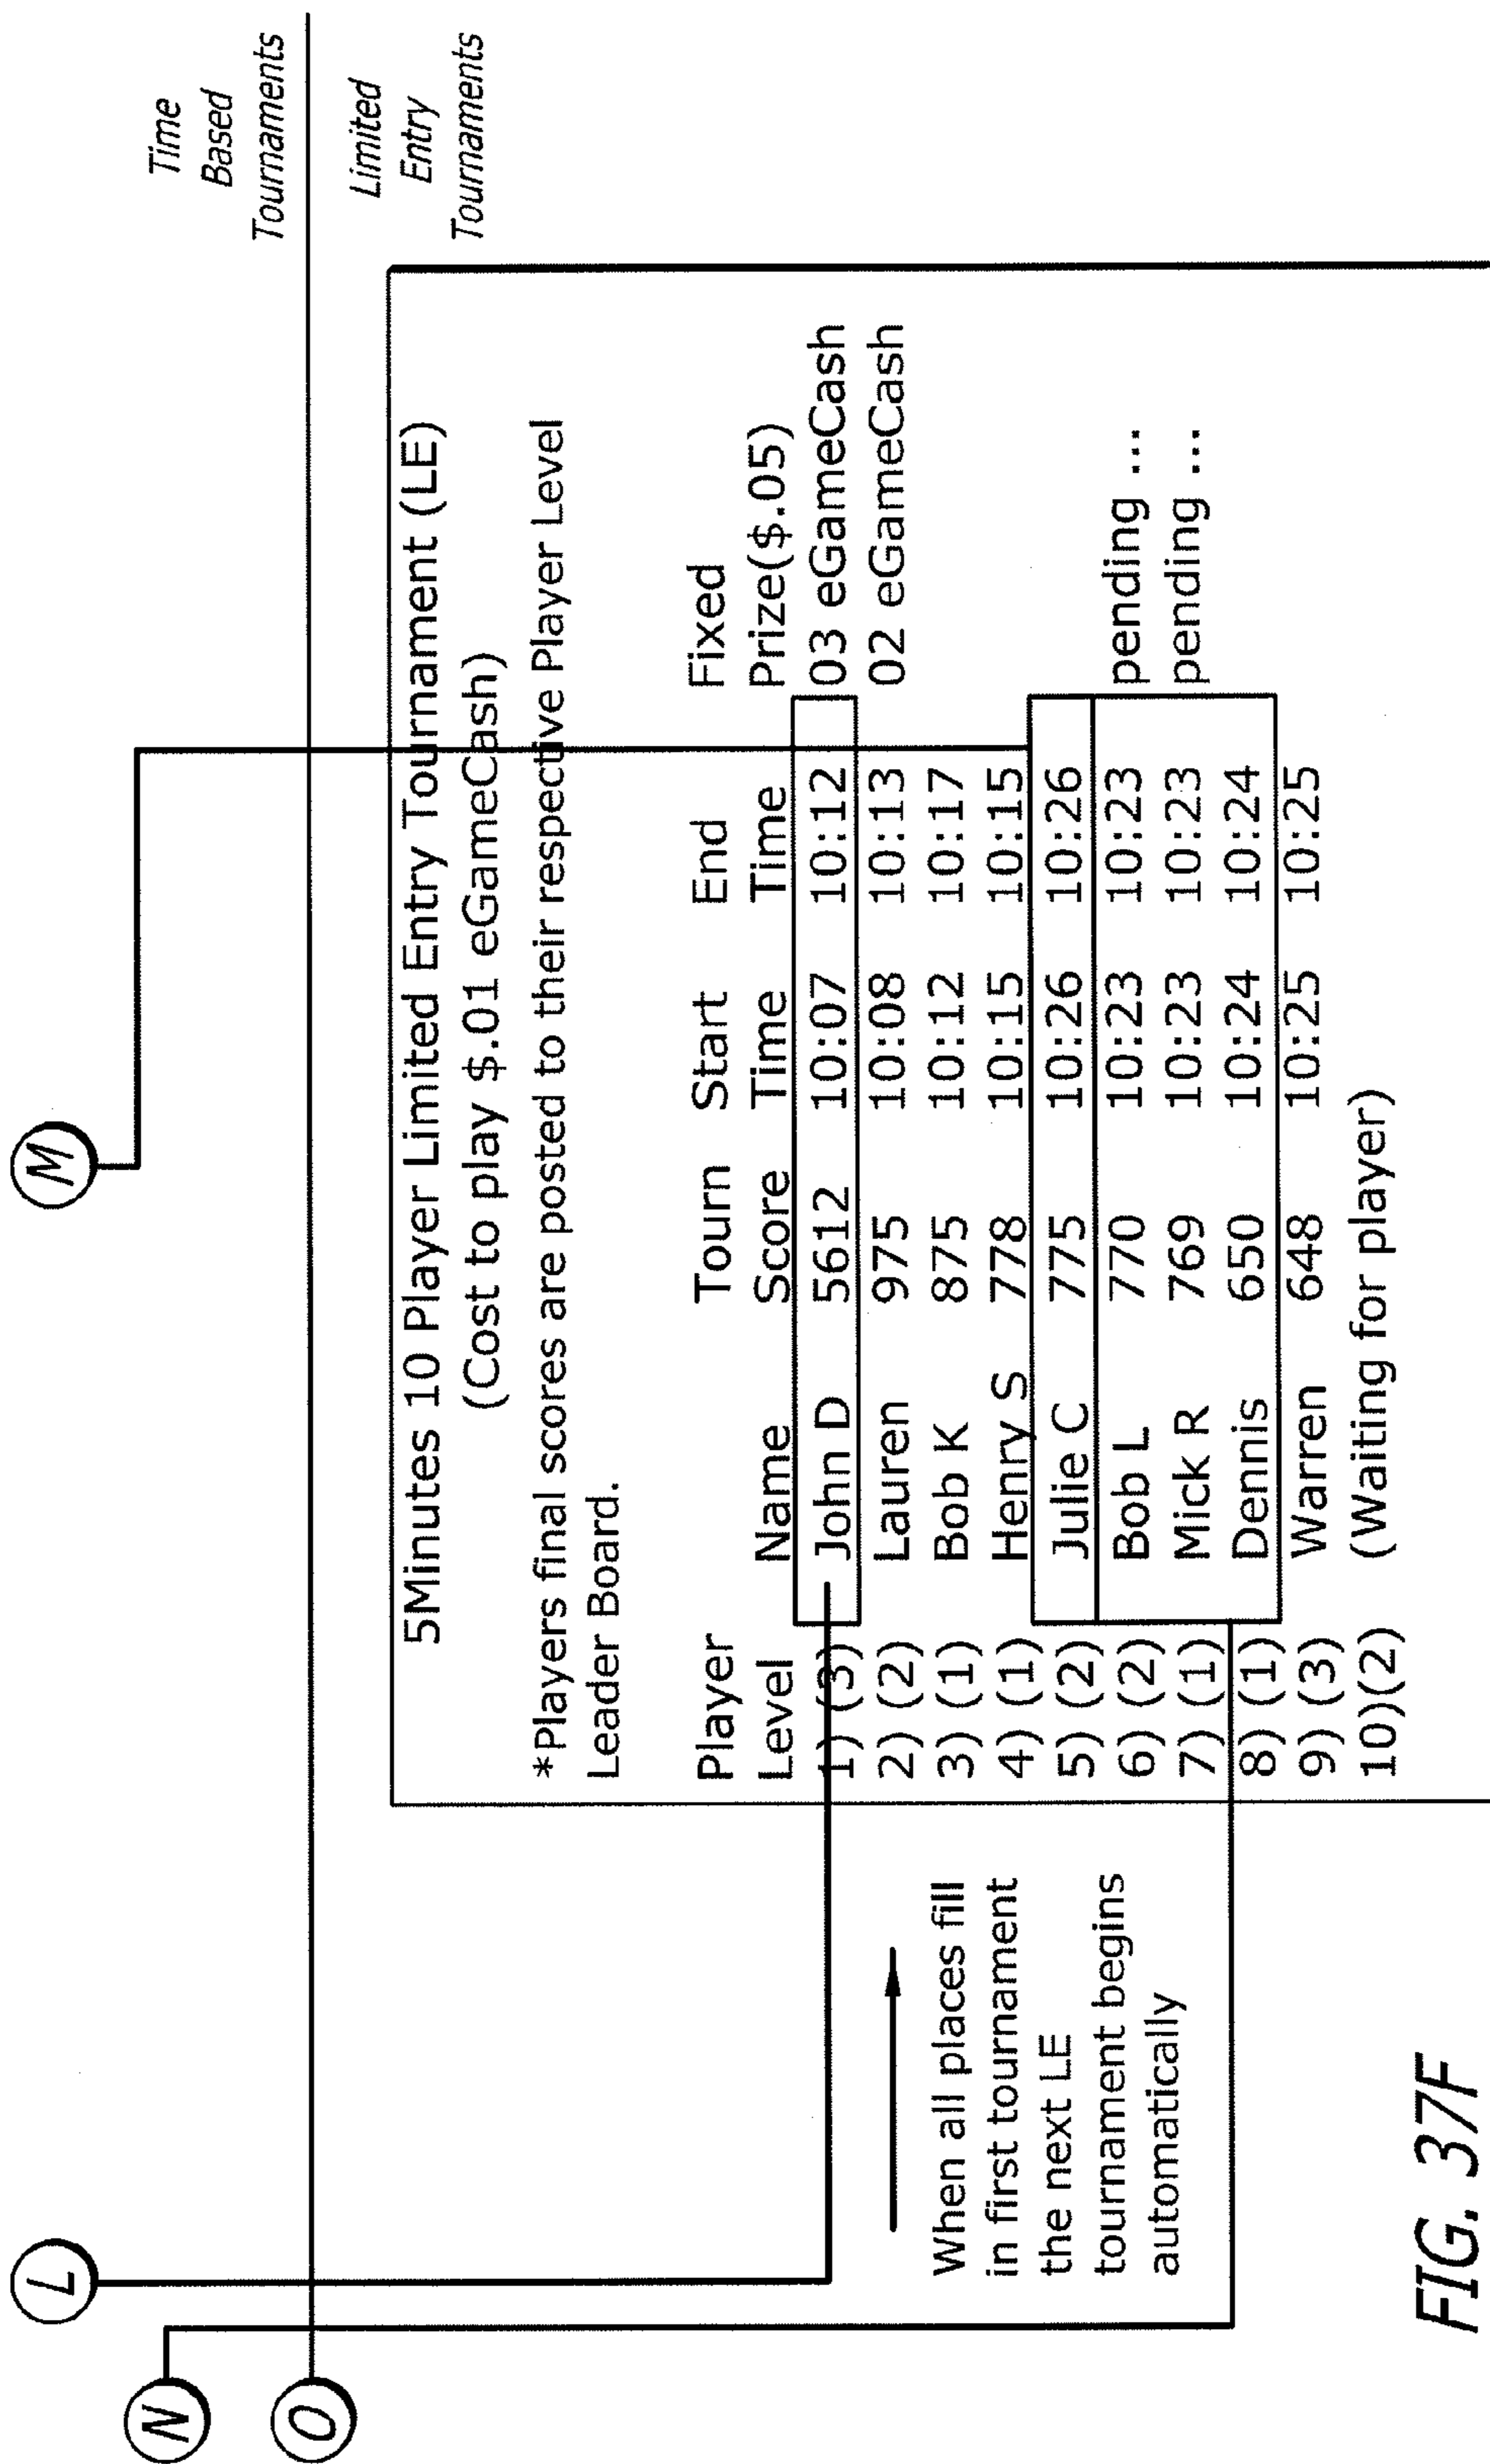 L
M
N
O
Time
Based
Tournaments
Limited
Entry
Tournaments
5Minutes 10 Player Limited Entry Tournament (LE)
(Cost to play $.01 eGameCash)
*Players final scores are posted to their respective Player Level
Leader Board.
Player Tourn Start End Fixed
Level Name Score Time Time Prize($.05)
1) (3) John D 5612 10:07 10:12 03 eGameCash
2) (2) Lauren 975 10:08 10:13 02 eGameCash
3) (1) Bob K 875 10:12 10:17
4) (1) Henry S 778 10:15 10:15
5) (2) Julie C 775 10:26 10:26
6) (2) Bob L 770 10:23 10:23 pending ...
7) (1) Mick R 769 10:23 10:23 pending ...
8) (1) Dennis 650 10:24 10:24
9) (3) Warren 648 10:25 10:25
10)(2) (Waiting for player)
When all places fill
in first tournament
the next LE
tournament begins
automatically
FIG. 37F